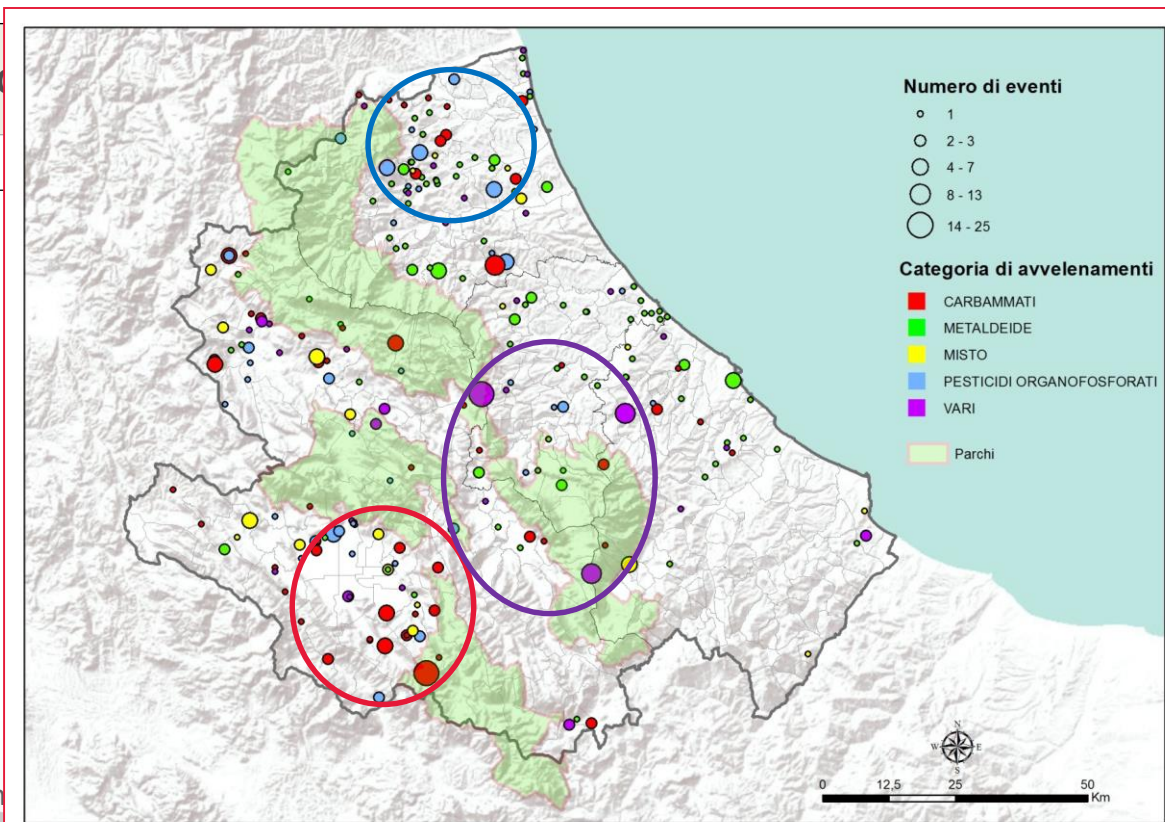 Numero di eventi
1
2 - 3
4 - 7
8 - 13
14 - 25
Categoria di avvelenamenti
CARBAMMATI
METALDEIDE
MISTO
PESTICIDI ORGANOFOSFORATI
VARI
Parchi
N
W E
S
0 12,5 25 50
Km